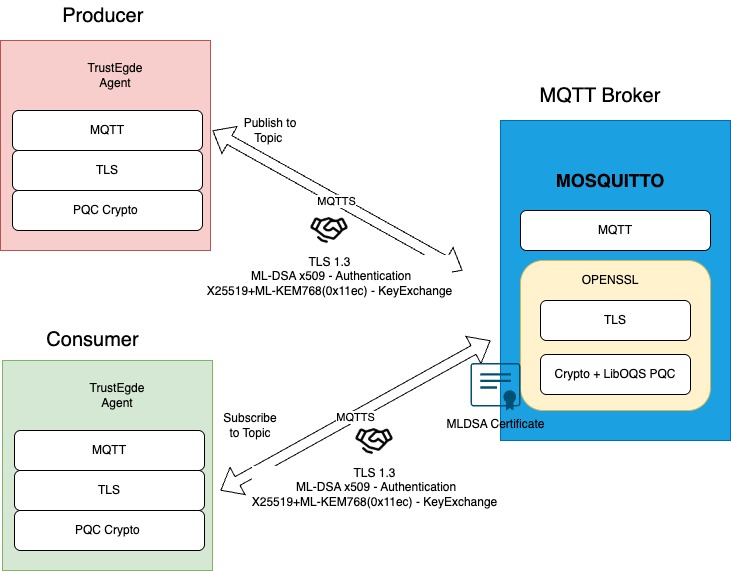 Producer
TrustEgde
Agent
MQTT
TLS
PQC Crypto
Publish to
Topic
MQTTS
TLS 1.3
ML-DSA x509 - Authentication
X25519+ML-KEM768(0x11ec) - KeyExchange
MQTT Broker
MOSQUITTO
MQTT
OPENSSL
TLS
Crypto + LibOQS PQC
MLDSA Certificate
Consumer
TrustEgde
Agent
MQTT
TLS
PQC Crypto
Subscribe
to Topic
MQTTS
TLS 1.3
ML-DSA x509 - Authentication
X25519+ML-KEM768(0x11ec) - KeyExchange